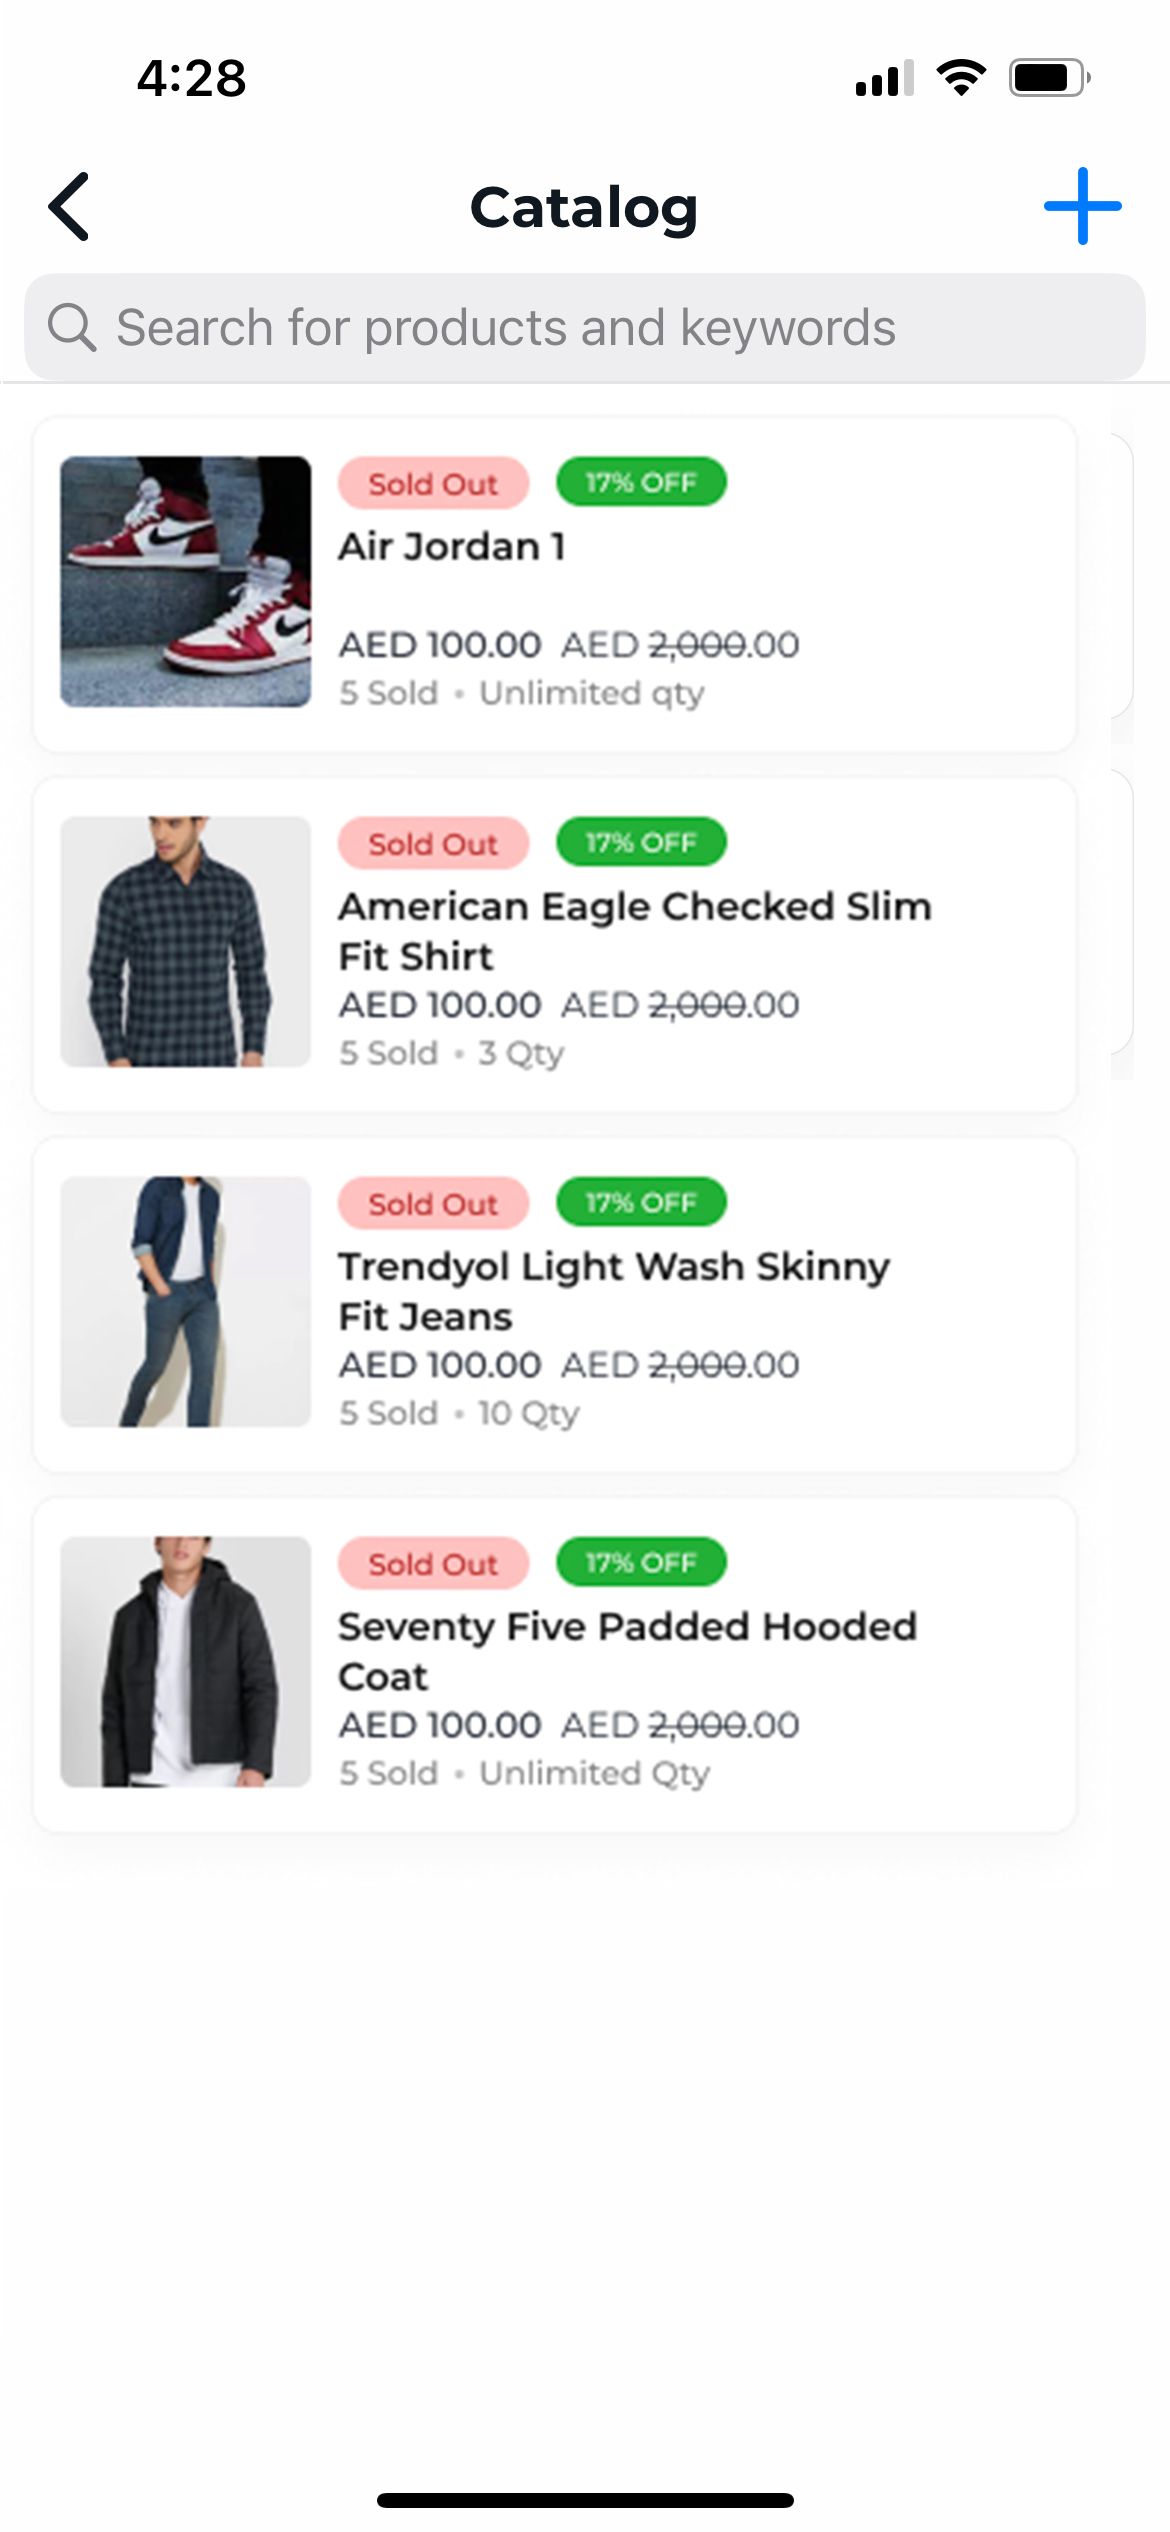 4:28
Catalog
Search for products and keywords
Sold Out 17% OFF
Air Jordan 1
AED 100.00 AED 2,000.00
5 Sold • Unlimited qty
Sold Out 17% OFF
American Eagle Checked Slim
Fit Shirt
AED 100.00 AED 2,000.00
5 Sold • 3 Qty
Sold Out 17% OFF
Trendyol Light Wash Skinny
Fit Jeans
AED 100.00 AED 2,000.00
5 Sold • 10 Qty
Sold Out 17% OFF
Seventy Five Padded Hooded
Coat
AED 100.00 AED 2,000.00
5 Sold • Unlimited Qty